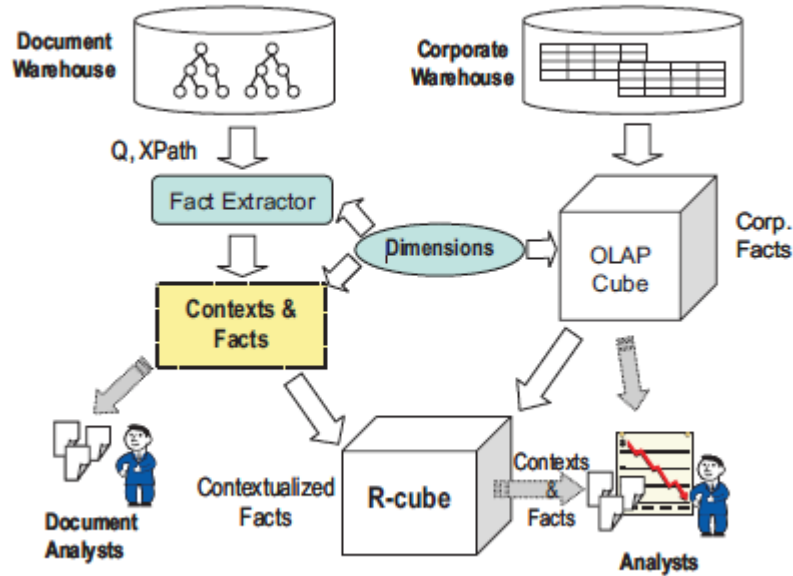 Document
Warehouse
Corporate
Warehouse
Q, XPath
Fact Extractor
Dimensions
OLAP
Cube
Corp.
Facts
Contexts &
Facts
Contextualized
Facts
R-cube
Contexts
&
Facts
Document
Analysts
Analysts